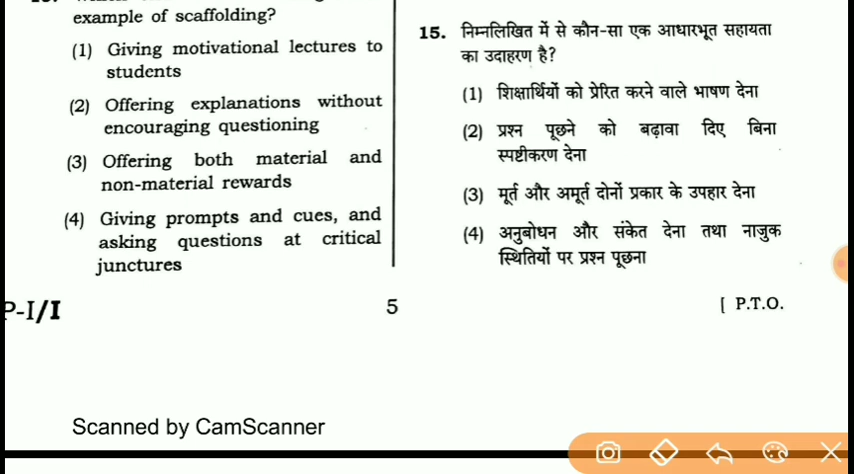 example of scaffolding?
(1) Giving motivational lectures to
students
(2) Offering explanations without
encouraging questioning
(3) Offering both material and
non-material rewards
(4) Giving prompts and cues, and
asking questions at critical
junctures
15. निम्नलिखित में से कौन-सा एक आधारभूत सहायता
का उदाहरण है?
(1) शिक्षार्थियों को प्रेरित करने वाले भाषण देना
(2) प्रश्न पूछने को बढ़ावा दिए बिना
स्पष्टीकरण देना
(3) मूर्त और अमूर्त दोनों प्रकार के उपहार देना
(4) अनुबोधन और संकेत देना तथा नाजुक
स्थितियों पर प्रश्न पूछना
P-I/I
5
[ P.T.O.
Scanned by CamScanner